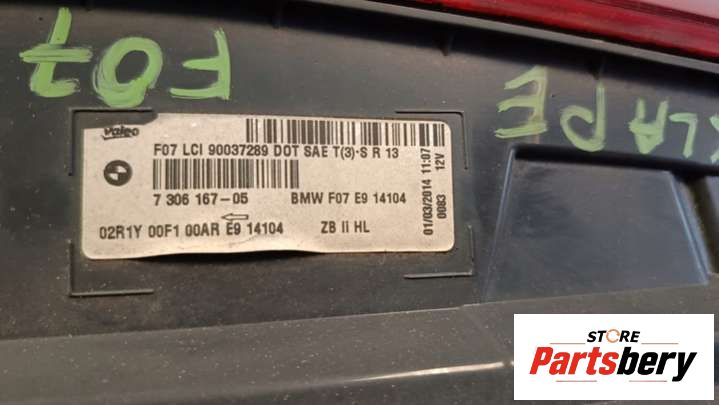 F07
KLAPE
Valeo
F07 LCI 90037289 DOT SAE T(3)-S R 13
7 306 167-05 BMW F07 E9 14104
02R1Y 00F1 00AR E9 14104 ZB II HL
01/03/2014 11:07
0083 12V
STORE
Partsbery